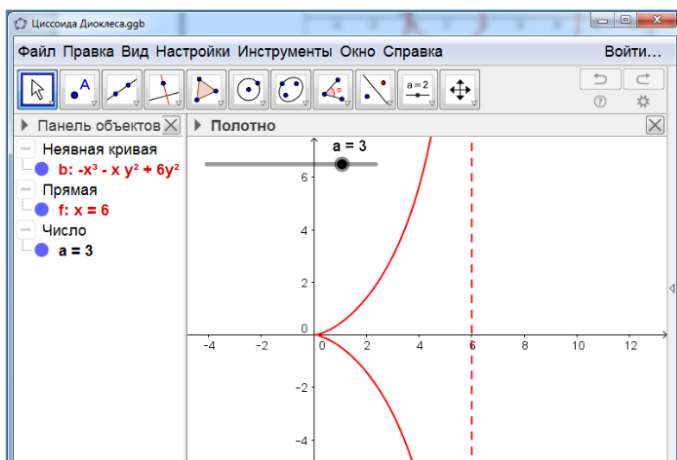 Циссоида Диоклеса.ggb
Файл Правка Вид Настройки Инструменты Окно Справка Войти...
A α a=2
Панель объектов
Полотно
Неявная кривая
b: -x³ - x y² + 6y²
Прямая
f: x = 6
Число
a = 3
a = 3
6
4
2
0
-4 -2 0 2 4 6 8 10 12
-2
-4